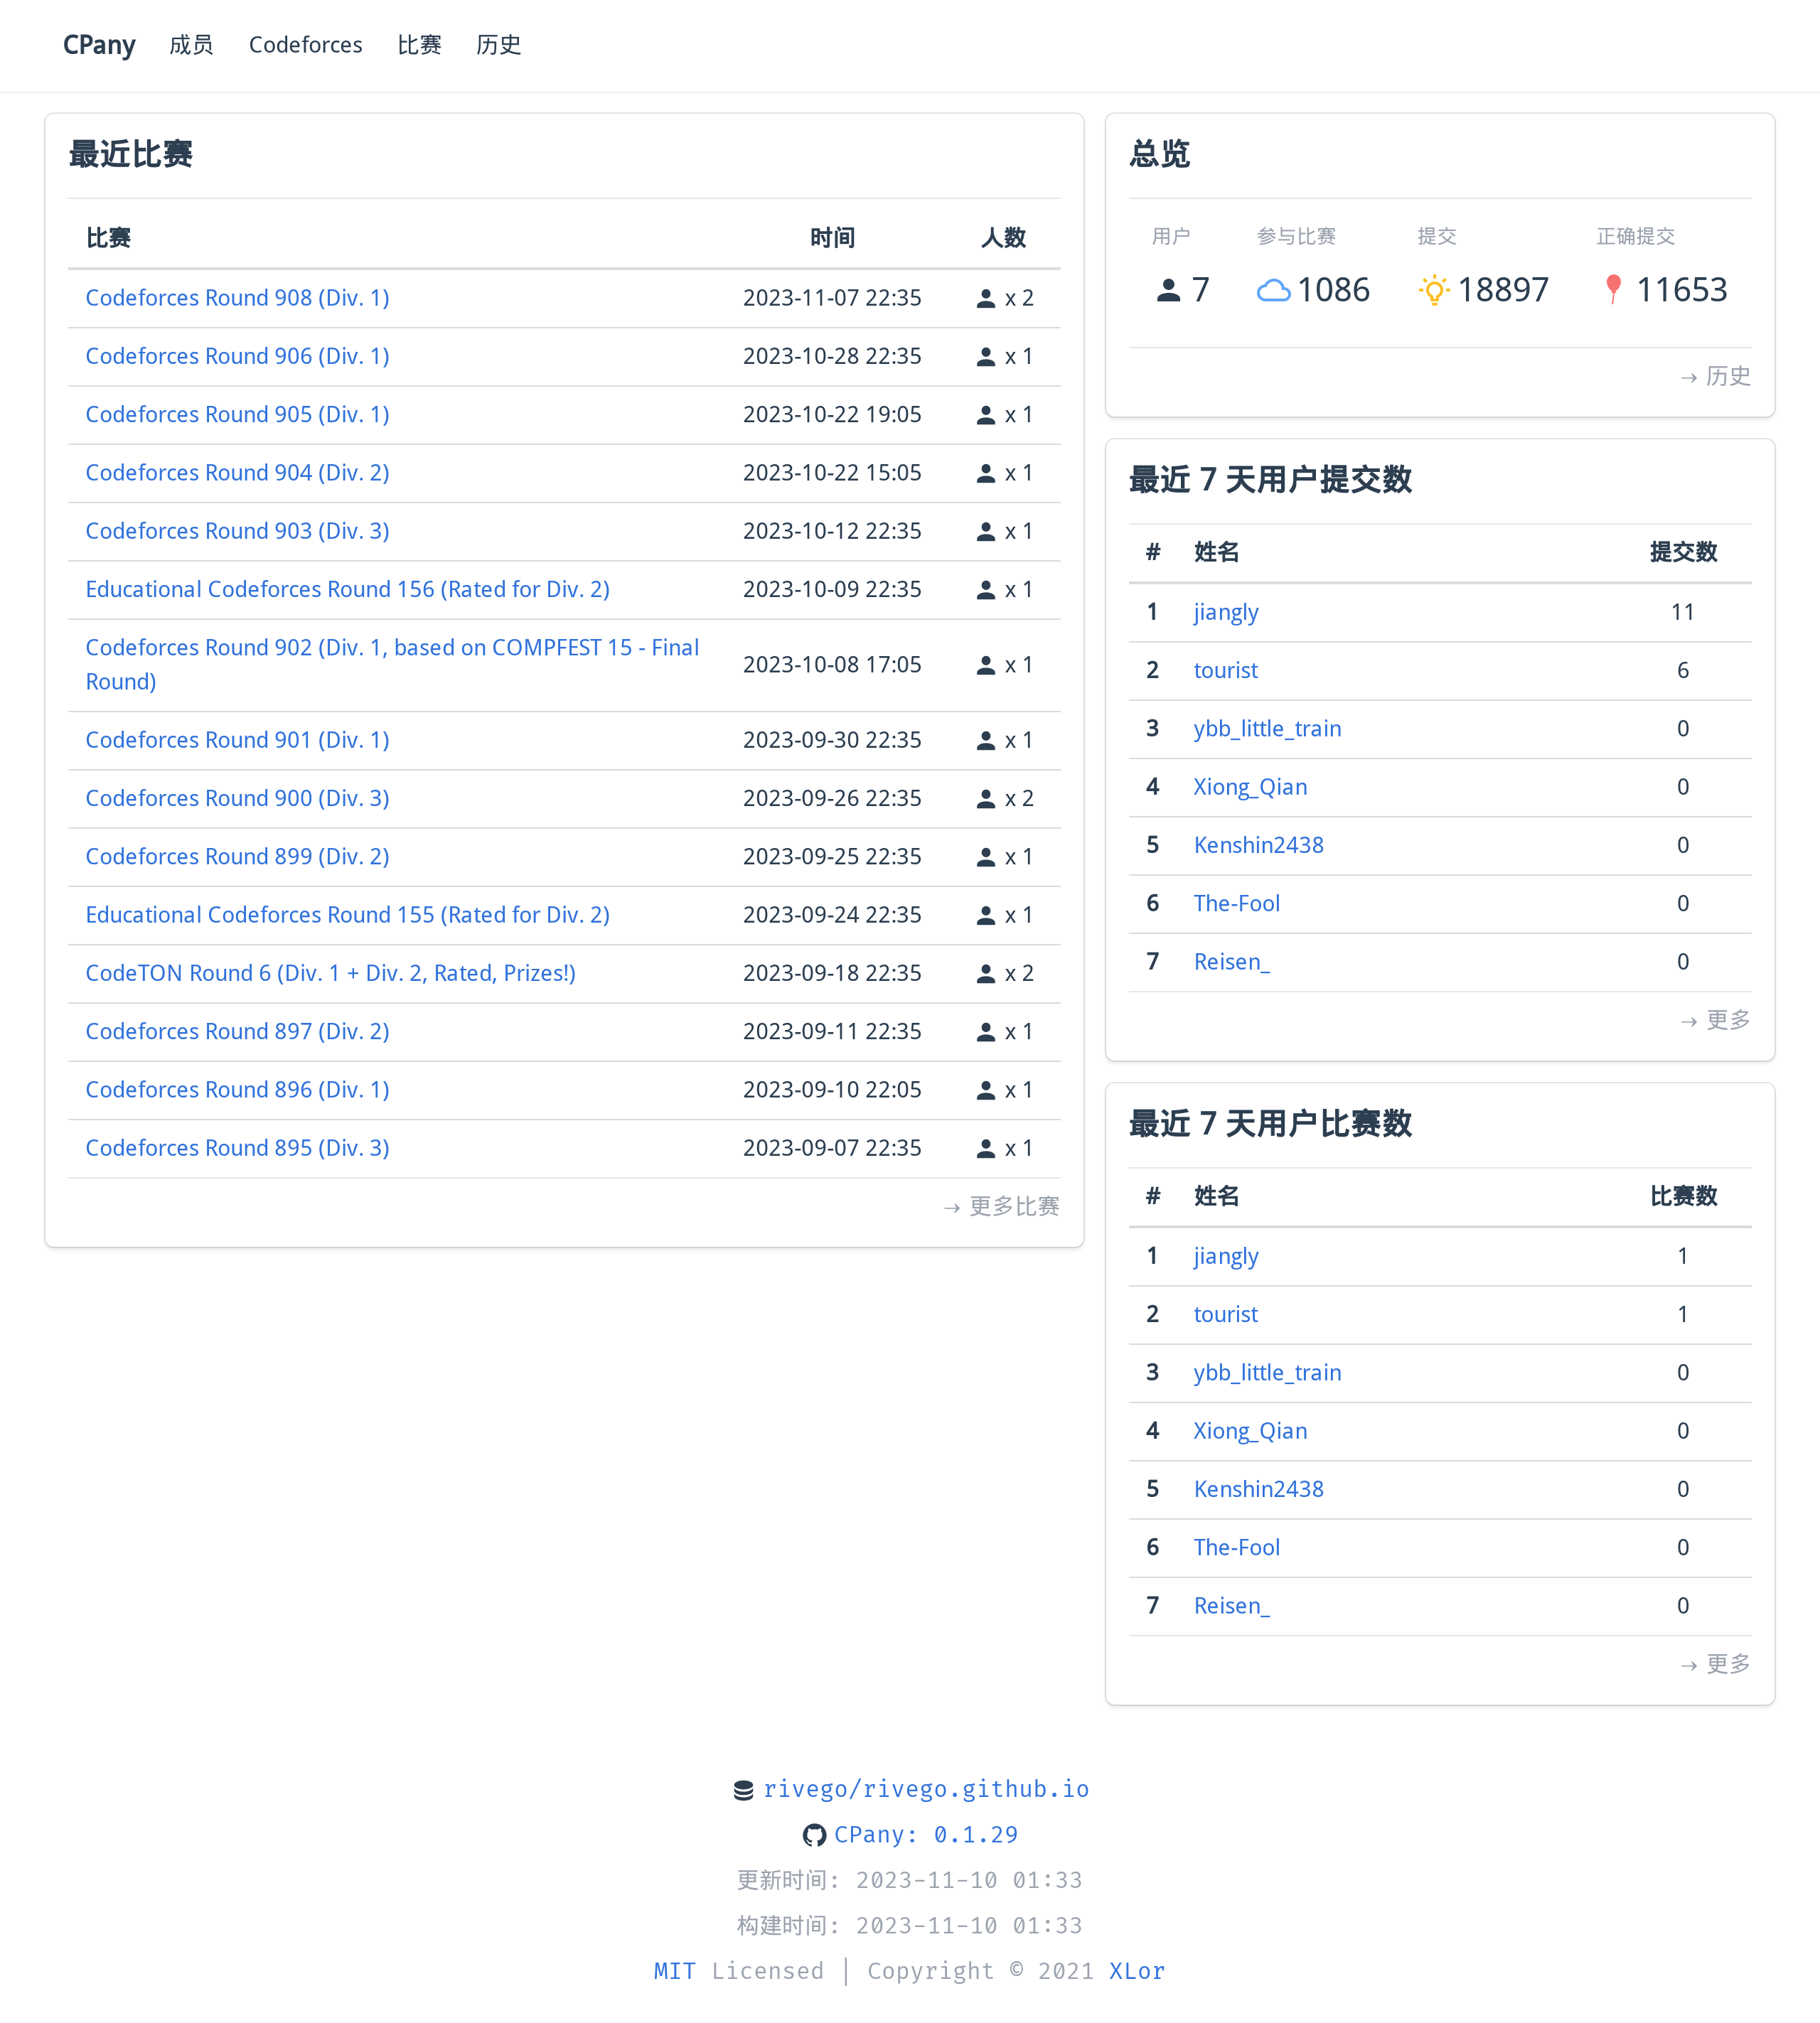 CPany 成员 Codeforces 比赛 历史
最近比赛
比赛 时间 人数
Codeforces Round 908 (Div. 1) 2023-11-07 22:35 x 2
Codeforces Round 906 (Div. 1) 2023-10-28 22:35 x 1
Codeforces Round 905 (Div. 1) 2023-10-22 19:05 x 1
Codeforces Round 904 (Div. 2) 2023-10-22 15:05 x 1
Codeforces Round 903 (Div. 3) 2023-10-12 22:35 x 1
Educational Codeforces Round 156 (Rated for Div. 2) 2023-10-09 22:35 x 1
Codeforces Round 902 (Div. 1, based on COMPFEST 15 - Final
Round) 2023-10-08 17:05 x 1
Codeforces Round 901 (Div. 1) 2023-09-30 22:35 x 1
Codeforces Round 900 (Div. 3) 2023-09-26 22:35 x 2
Codeforces Round 899 (Div. 2) 2023-09-25 22:35 x 1
Educational Codeforces Round 155 (Rated for Div. 2) 2023-09-24 22:35 x 1
CodeTON Round 6 (Div. 1 + Div. 2, Rated, Prizes!) 2023-09-18 22:35 x 2
Codeforces Round 897 (Div. 2) 2023-09-11 22:35 x 1
Codeforces Round 896 (Div. 1) 2023-09-10 22:05 x 1
Codeforces Round 895 (Div. 3) 2023-09-07 22:35 x 1
→ 更多比赛
总览
用户 参与比赛 提交 正确提交
7 1086 18897 11653
→ 历史
最近 7 天用户提交数
# 姓名 提交数
1 jiangly 11
2 tourist 6
3 ybb_little_train 0
4 Xiong_Qian 0
5 Kenshin2438 0
6 The-Fool 0
7 Reisen_ 0
→ 更多
最近 7 天用户比赛数
# 姓名 比赛数
1 jiangly 1
2 tourist 1
3 ybb_little_train 0
4 Xiong_Qian 0
5 Kenshin2438 0
6 The-Fool 0
7 Reisen_ 0
→ 更多
rivego/rivego.github.io
CPany: 0.1.29
更新时间: 2023-11-10 01:33
构建时间: 2023-11-10 01:33
MIT Licensed | Copyright © 2021 XLor